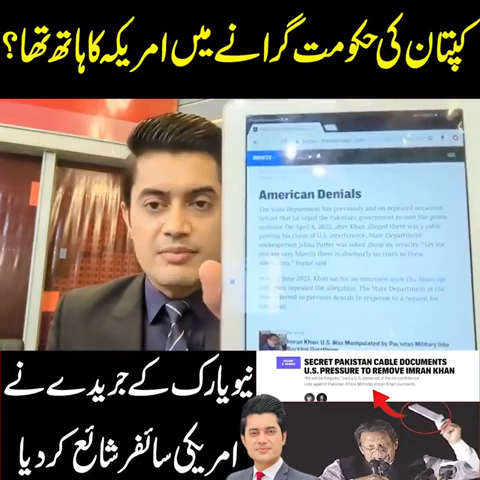 کپتان کی حکومت گرانے میں امریکہ کا ہاتھ تھا؟
American Denials
The State Department has previously and on repeated occasions
denied that it urged the Pakistani government to oust the prime
minister. On April 8, 2022, after Khan alleged there was a cable
proving his claim of U.S. interference, State Department
spokesperson Jalina Porter was asked about its veracity. "Let me
just say very bluntly there is absolutely no truth to these
allegations," Porter said.
June 2023, Khan sat for an interview with The Intercept
and repeated the allegation. The State Department at the
time referred to previous denials in response to a request for
Imran Khan: U.S. Was Manipulated by Pakistan Military Into
Backing Overthrow
نیو یارک کے جریدے نے
امریکی سائفر شائع کر دیا
SECRET PAKISTAN CABLE DOCUMENTS
U.S. PRESSURE TO REMOVE IMRAN KHAN